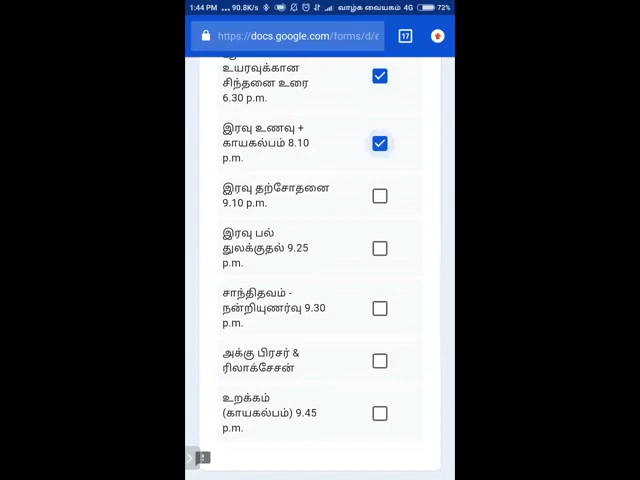 1:44 PM ... 90.8K/s வாழ்க வையகம் 4G 72%
https://docs.google.com/forms/d/e
17
உயரவுக்கான
சிந்தனை உரை
6.30 p.m.
இரவு உணவு +
காயகல்பம் 8.10
p.m.
இரவு தற்சோதனை
9.10 p.m.
இரவு பல்
துலக்குதல் 9.25
p.m.
சாந்திதவம் -
நன்றியுணர்வு 9.30
p.m.
அக்கு பிரசர் &
ரிலாக்சேசன்
உறக்கம்
(காயகல்பம்) 9.45
p.m.